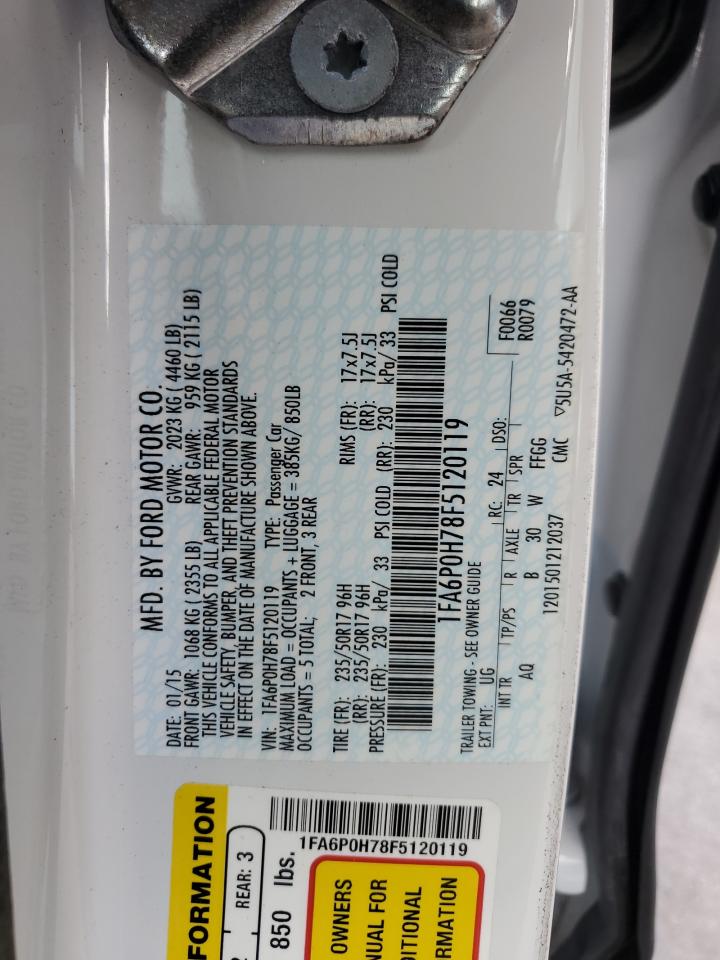 MFD. BY FORD MOTOR CO.
DATE: 01/15 GVWR: 2023 KG ( 4460 LB)
FRONT GAWR: 1068 KG ( 2355 LB) REAR GAWR: 959 KG ( 2115 LB)
THIS VEHICLE CONFORMS TO ALL APPLICABLE FEDERAL MOTOR
VEHICLE SAFETY, BUMPER, AND THEFT PREVENTION STANDARDS
IN EFFECT ON THE DATE OF MANUFACTURE SHOWN ABOVE.
VIN: 1FA6P0H78F5120119 TYPE: Passenger Car
MAXIMUM LOAD = OCCUPANTS + LUGGAGE = 385KG/ 850LB
OCCUPANTS = 5 TOTAL; 2 FRONT, 3 REAR
TIRE (FR): 235/50R17 96H RIMS (FR): 17x7.5J
(RR): 235/50R17 96H (RR): 17x7.5J
PRESSURE (FR): 230 kPa/ 33 PSI COLD (RR): 230 kPa/ 33 PSI COLD
1FA6P0H78F5120119
TRAILER TOWING - SEE OWNER GUIDE
EXT PNT: UG RC: 24 DSO: F0066
R0079
INT TR TP/PS R AXLE TR SPR
AQ B 30 W FFGG
1201501212037 CMC ▽5U5A-5420472-AA
FORMATION
REAR: 3
850 lbs.
1FA6P0H78F5120119
OWNERS
NUAL FOR
DITIONAL
RMATION